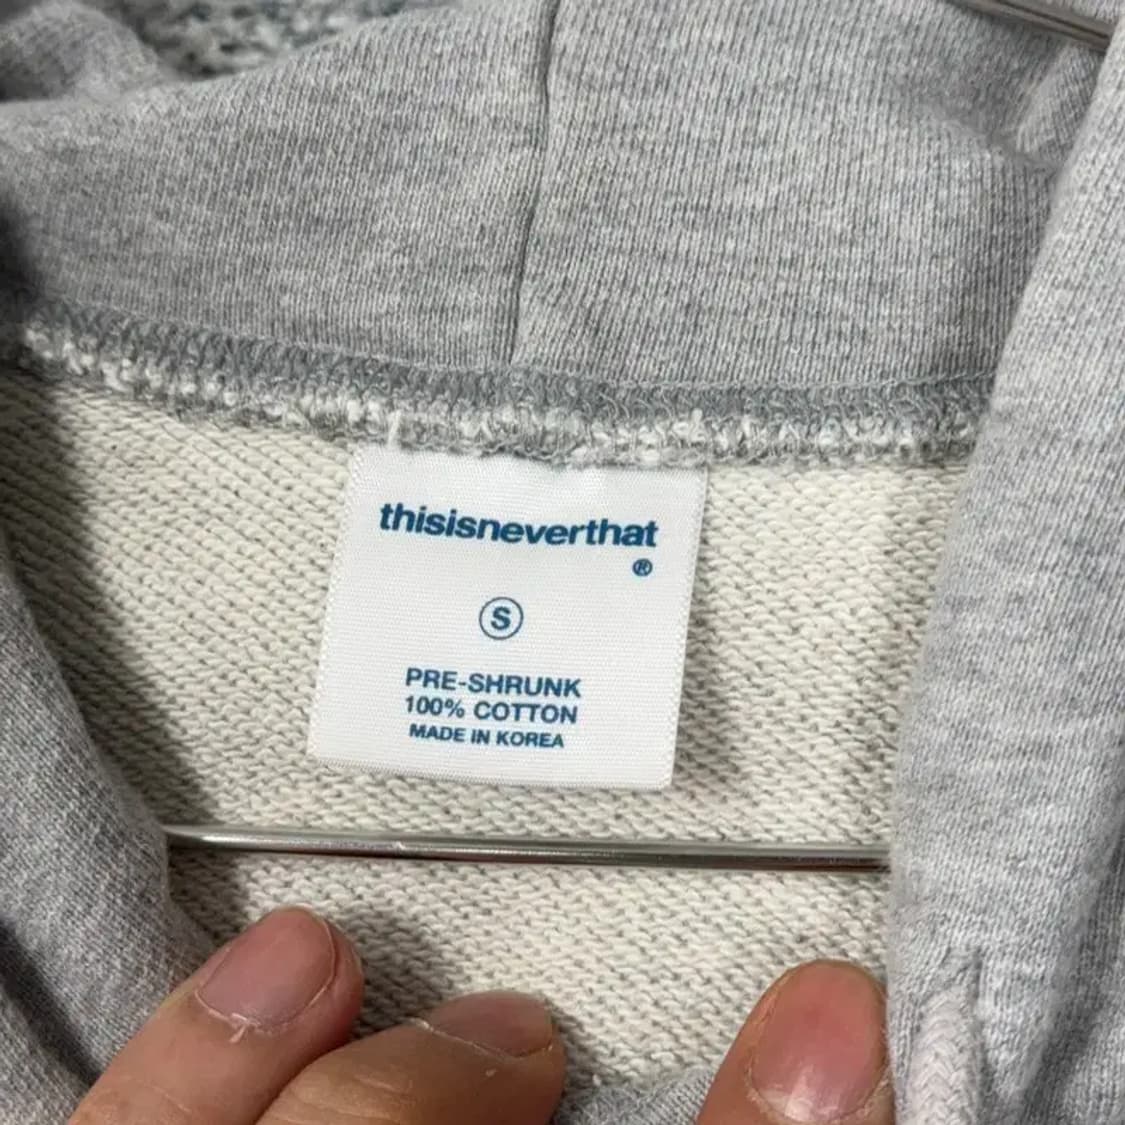 thisisneverthat
®
S
PRE-SHRUNK
100% COTTON
MADE IN KOREA